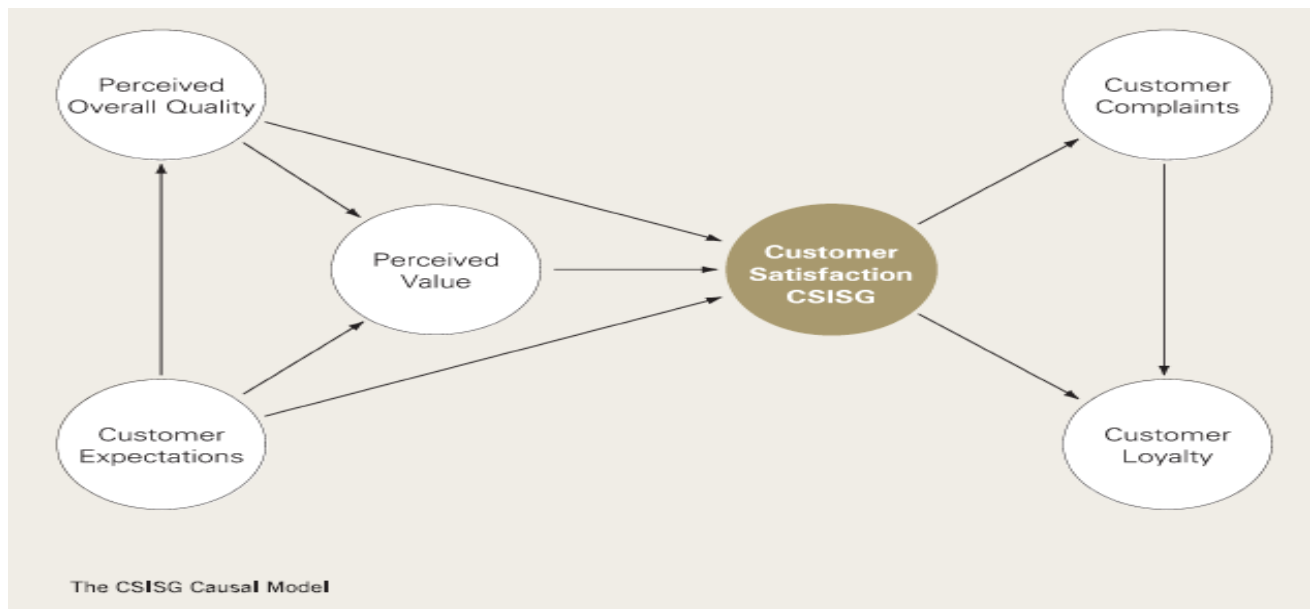 Perceived
Overall Quality
Customer
Complaints
Perceived
Value
Customer
Satisfaction
CSISG
Customer
Expectations
Customer
Loyalty
The CSISG Causal Model